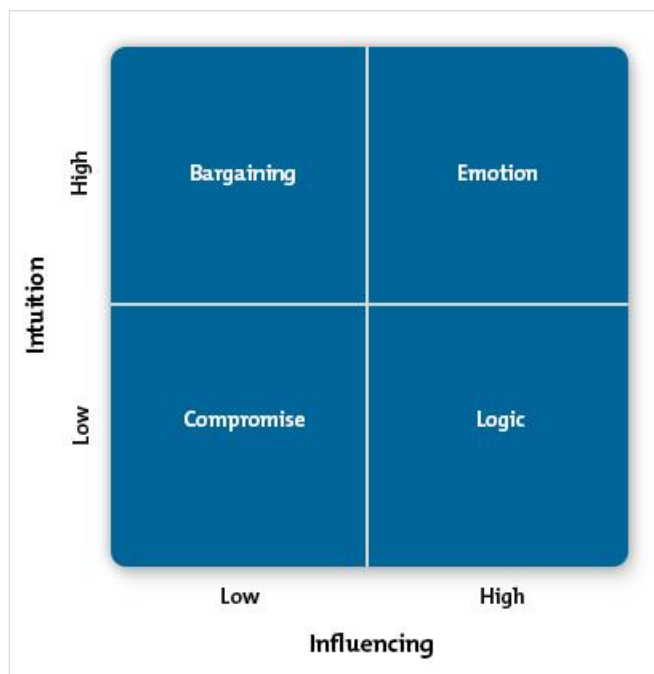 High
Bargaining
Emotion
Intuition
Low
Compromise
Logic
Low
High
Influencing